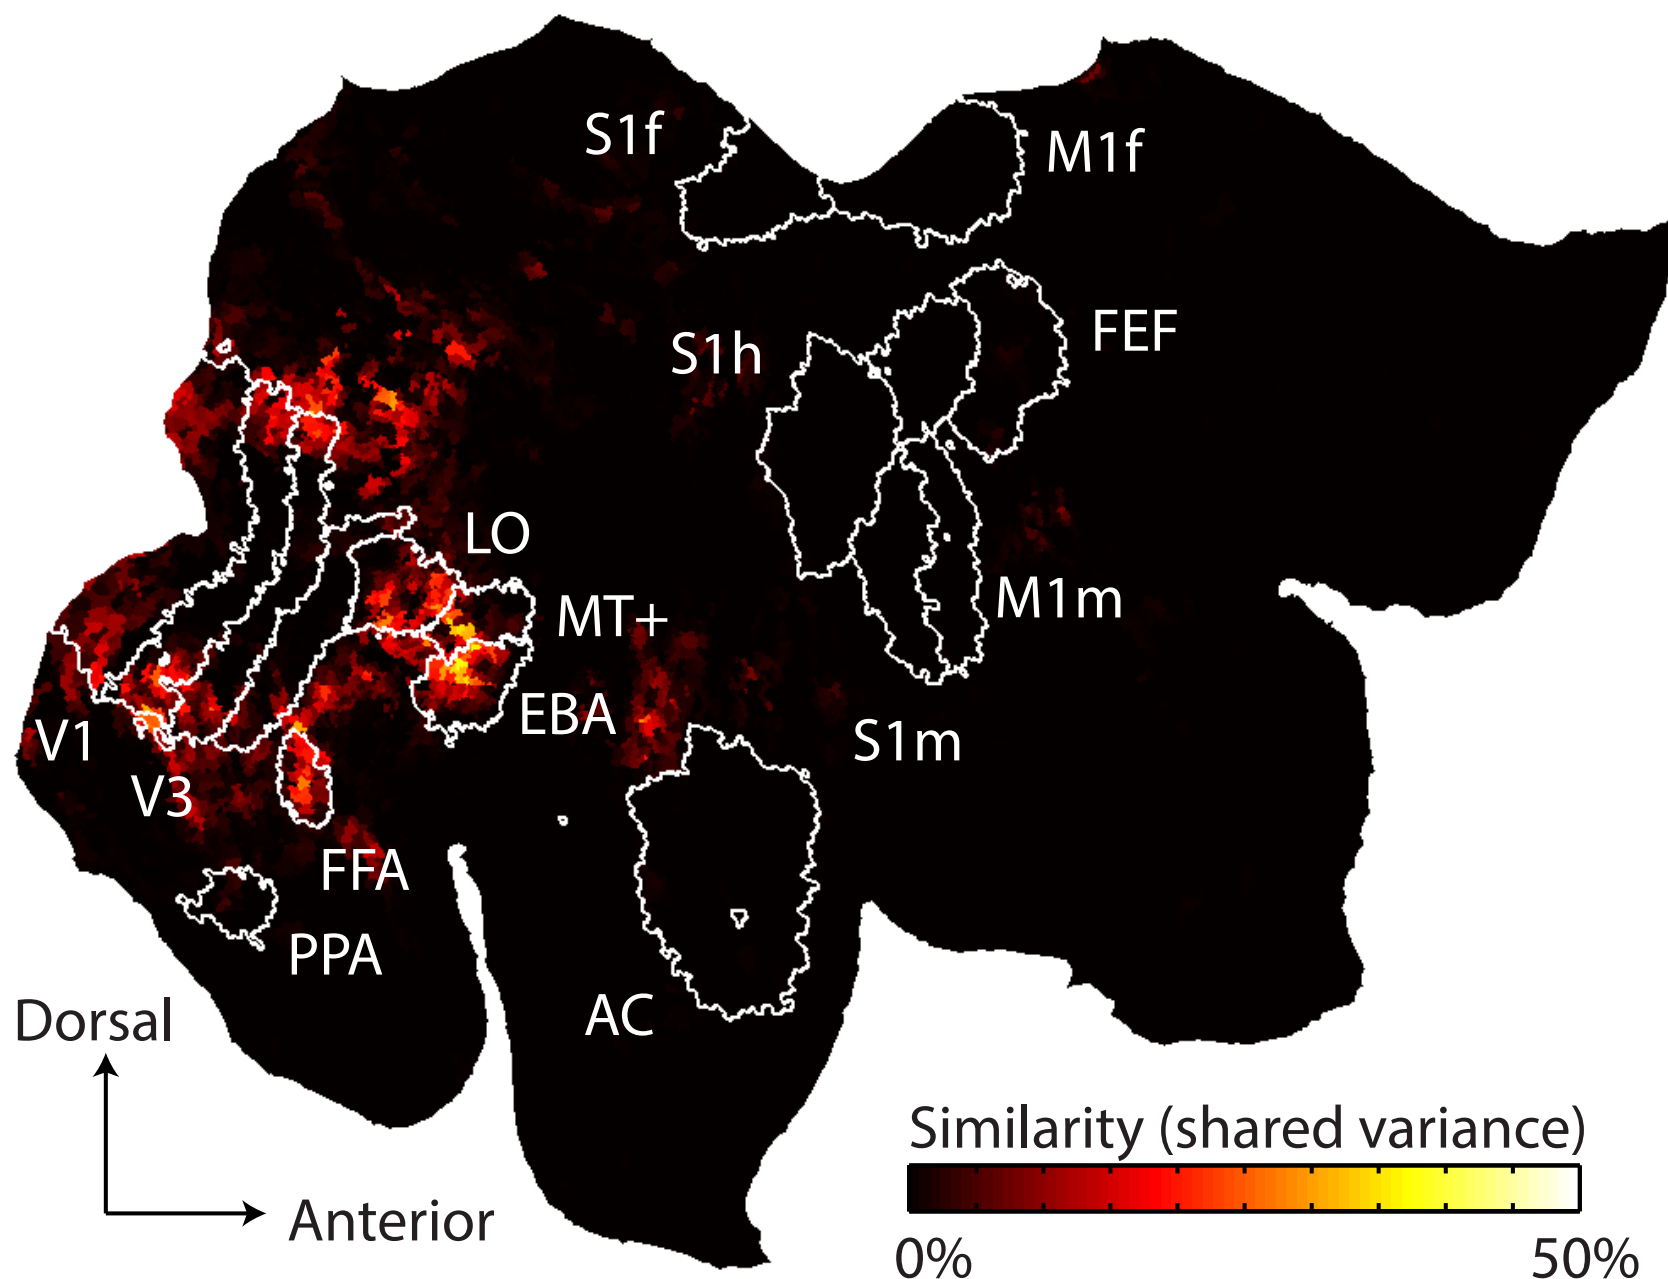 S1f
M1f
FEF
S1h
LO
MT+
M1m
EBA
V1
S1m
V3
FFA
PPA
AC
Dorsal
Anterior
Similarity (shared variance)
0%
50%